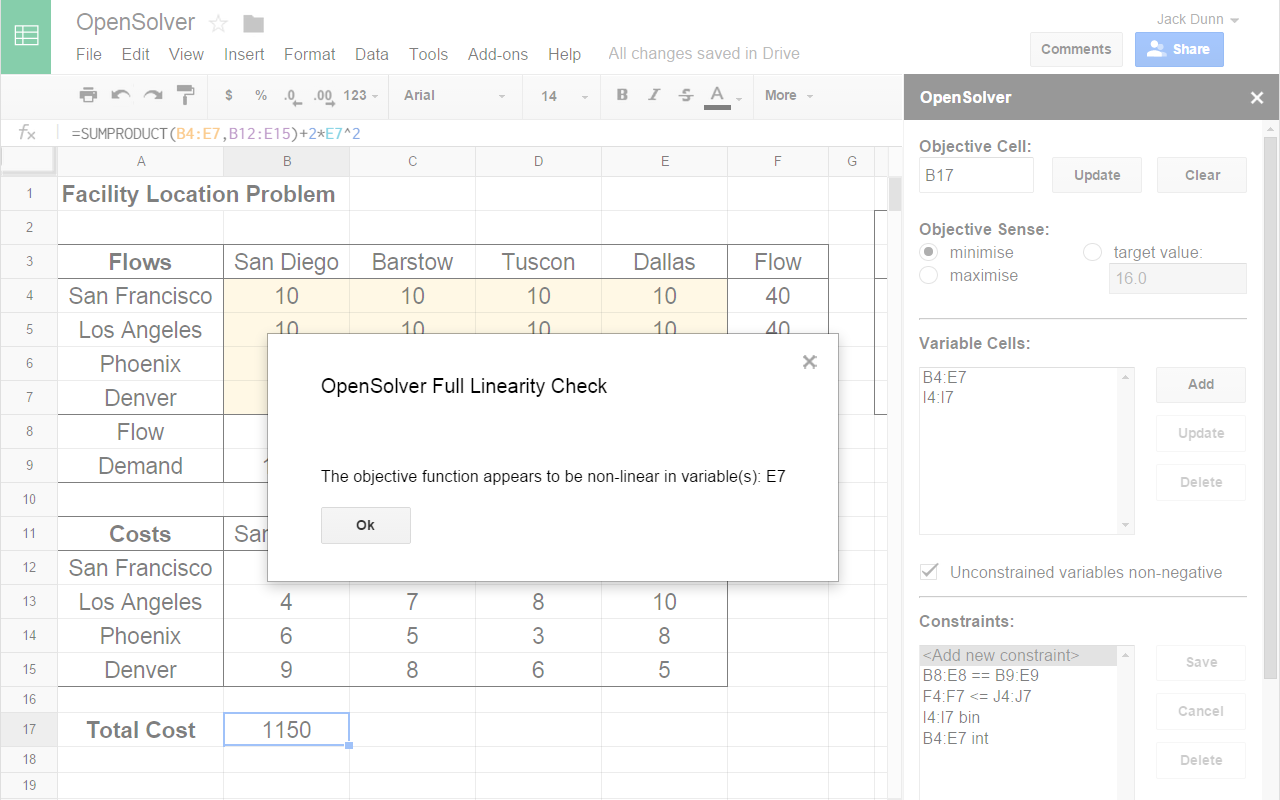 OpenSolver
Jack Dunn
File Edit View Insert Format Data Tools Add-ons Help All changes saved in Drive
Comments Share
$ % .0 .00 123 Arial 14 B I S A More
fx =SUMPRODUCT(B4:E7,B12:E15)+2*E7^2
A B C D E F G
1 Facility Location Problem
2
3 Flows San Diego Barstow Tuscon Dallas Flow
4 San Francisco 10 10 10 10 40
5 Los Angeles 10 10 10 10 40
6 Phoenix
7 Denver
8 Flow
9 Demand
10
11 Costs
12 San Francisco
13 Los Angeles 4 7 8 10
14 Phoenix 6 5 3 8
15 Denver 9 8 6 5
16
17 Total Cost 1150
18
19
OpenSolver Full Linearity Check
The objective function appears to be non-linear in variable(s): E7
Ok
OpenSolver
Objective Cell:
B17 Update Clear
Objective Sense:
minimise target value:
maximise 16.0
Variable Cells:
B4:E7
I4:I7
Add
Update
Delete
Unconstrained variables non-negative
Constraints:
<Add new constraint>
B8:E8 == B9:E9
F4:F7 <= J4:J7
I4:I7 bin
B4:E7 int
Save
Cancel
Delete